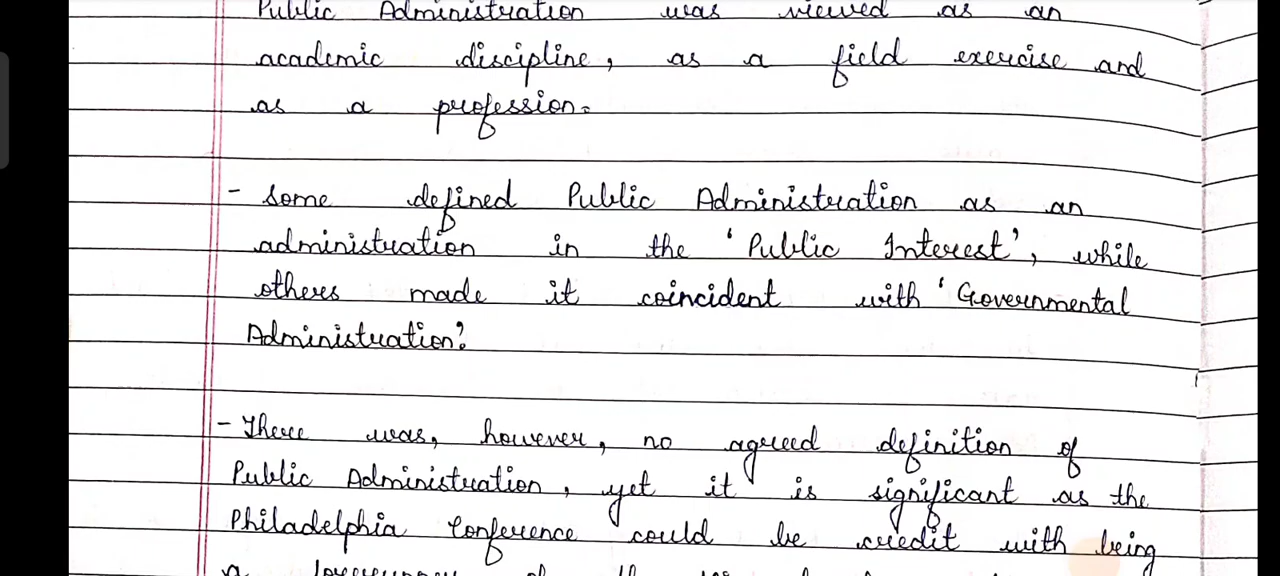 Public Administration was viewed as an
academic discipline, as a field exercise and
as a profession.
- Some defined Public Administration as an
administration in the 'Public Interest', while
others made it coincident with 'Governmental
Administration'.
- There was, however, no agreed definition of
Public Administration, yet it is significant as the
Philadelphia Conference could be credit with being
a